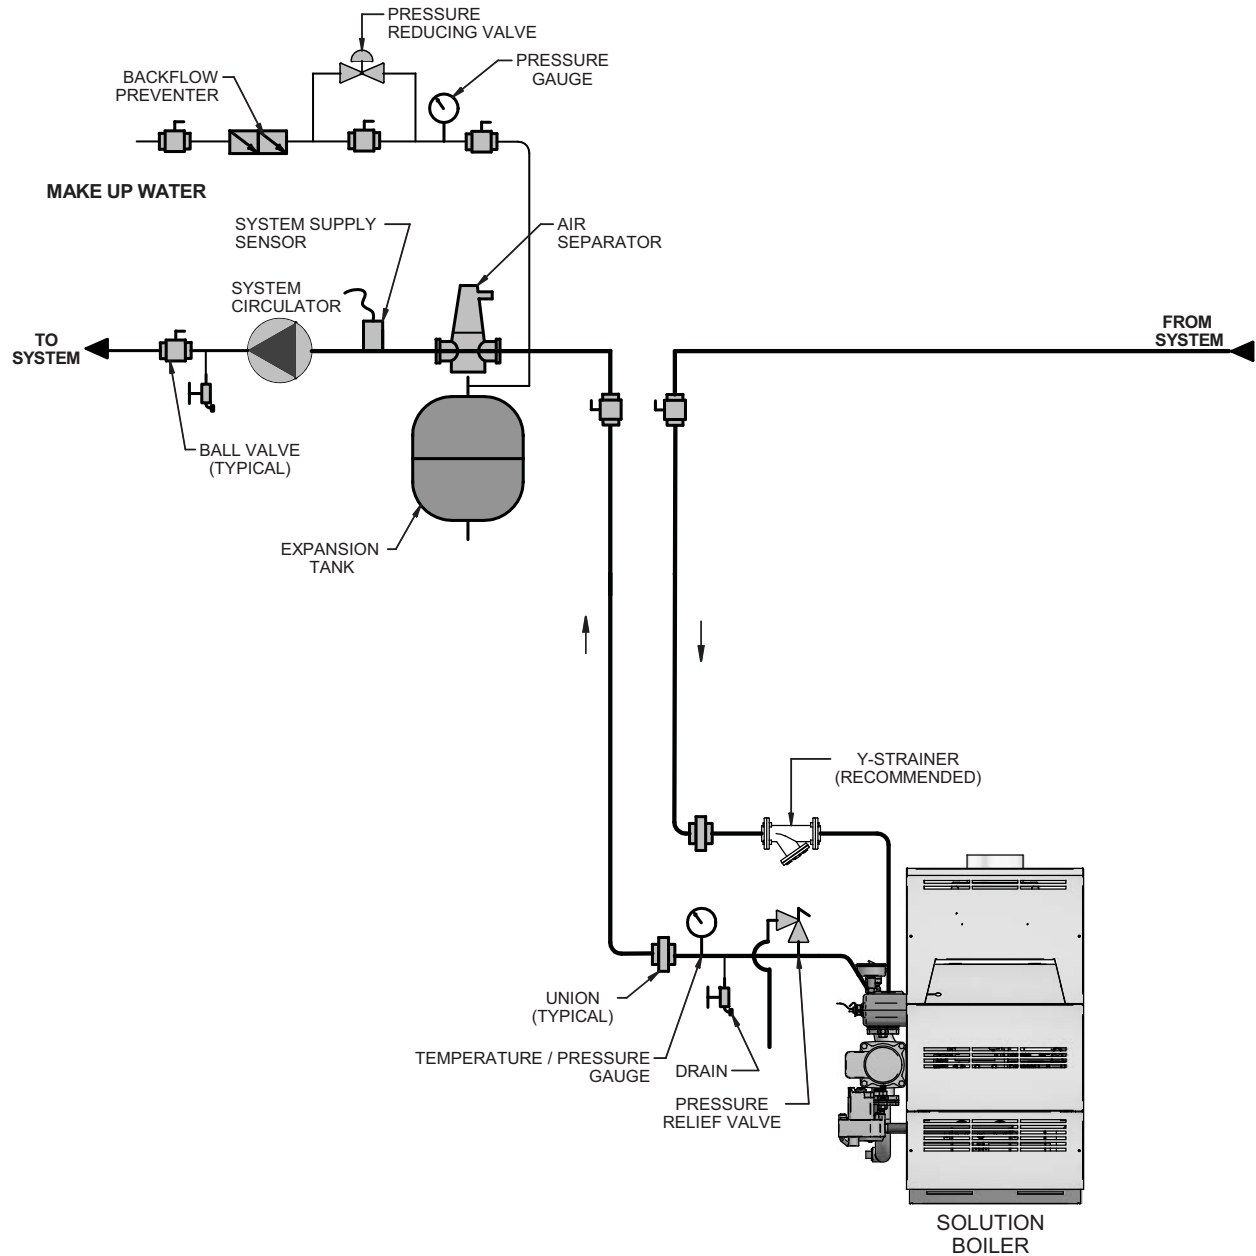 PRESSURE
REDUCING VALVE
PRESSURE
GAUGE
BACKFLOW
PREVENTER
MAKE UP WATER
SYSTEM SUPPLY
SENSOR
AIR
SEPARATOR
SYSTEM
CIRCULATOR
TO
SYSTEM
FROM
SYSTEM
BALL VALVE
(TYPICAL)
EXPANSION
TANK
Y-STRAINER
(RECOMMENDED)
UNION
(TYPICAL)
TEMPERATURE / PRESSURE
GAUGE
DRAIN
PRESSURE
RELIEF VALVE
SOLUTION
BOILER